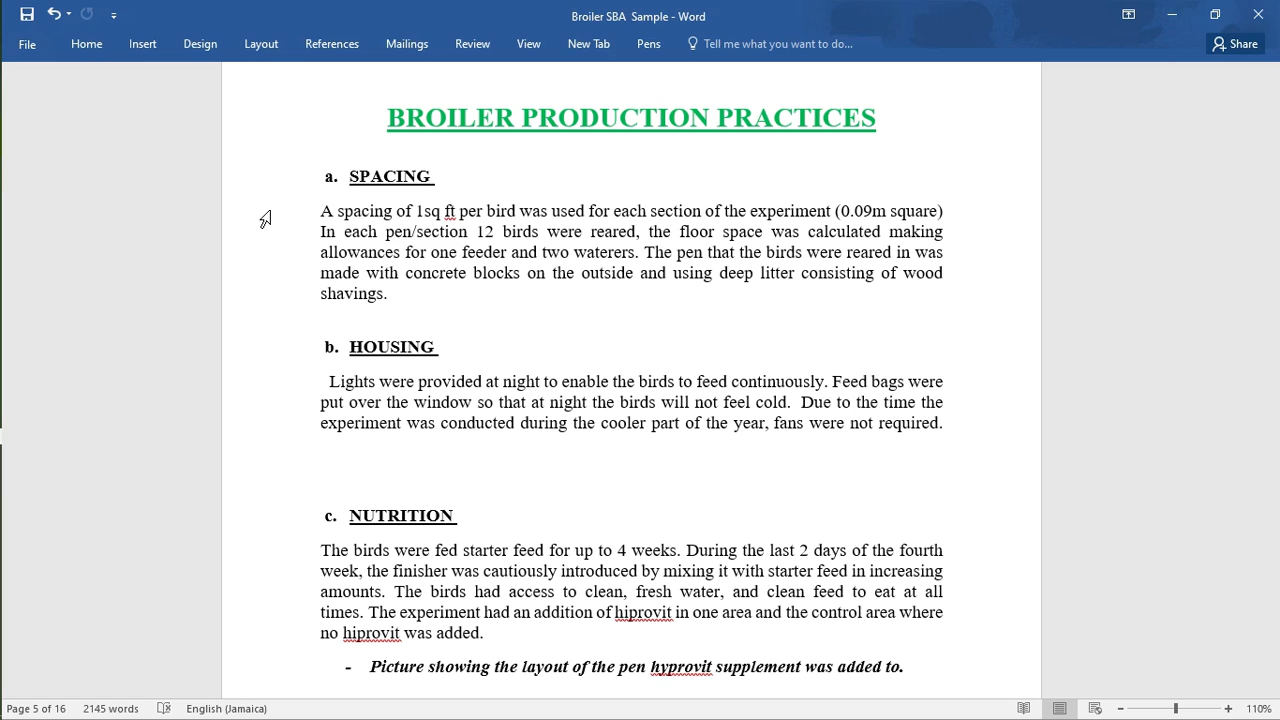 Broiler SBA  Sample - Word
File Home Insert Design Layout References Mailings Review View New Tab Pens Tell me what you want to do... Share
BROILER PRODUCTION PRACTICES
a. SPACING
A spacing of 1sq ft per bird was used for each section of the experiment (0.09m square)
In each pen/section 12 birds were reared, the floor space was calculated making
allowances for one feeder and two waterers. The pen that the birds were reared in was
made with concrete blocks on the outside and using deep litter consisting of wood
shavings.
b. HOUSING
Lights were provided at night to enable the birds to feed continuously. Feed bags were
put over the window so that at night the birds will not feel cold.  Due to the time the
experiment was conducted during the cooler part of the year, fans were not required.
c. NUTRITION
The birds were fed starter feed for up to 4 weeks. During the last 2 days of the fourth
week, the finisher was cautiously introduced by mixing it with starter feed in increasing
amounts. The birds had access to clean, fresh water, and clean feed to eat at all
times. The experiment had an addition of hiprovit in one area and the control area where
no hiprovit was added.
- Picture showing the layout of the pen hyprovit supplement was added to.
Page 5 of 16 2145 words English (Jamaica) 110%